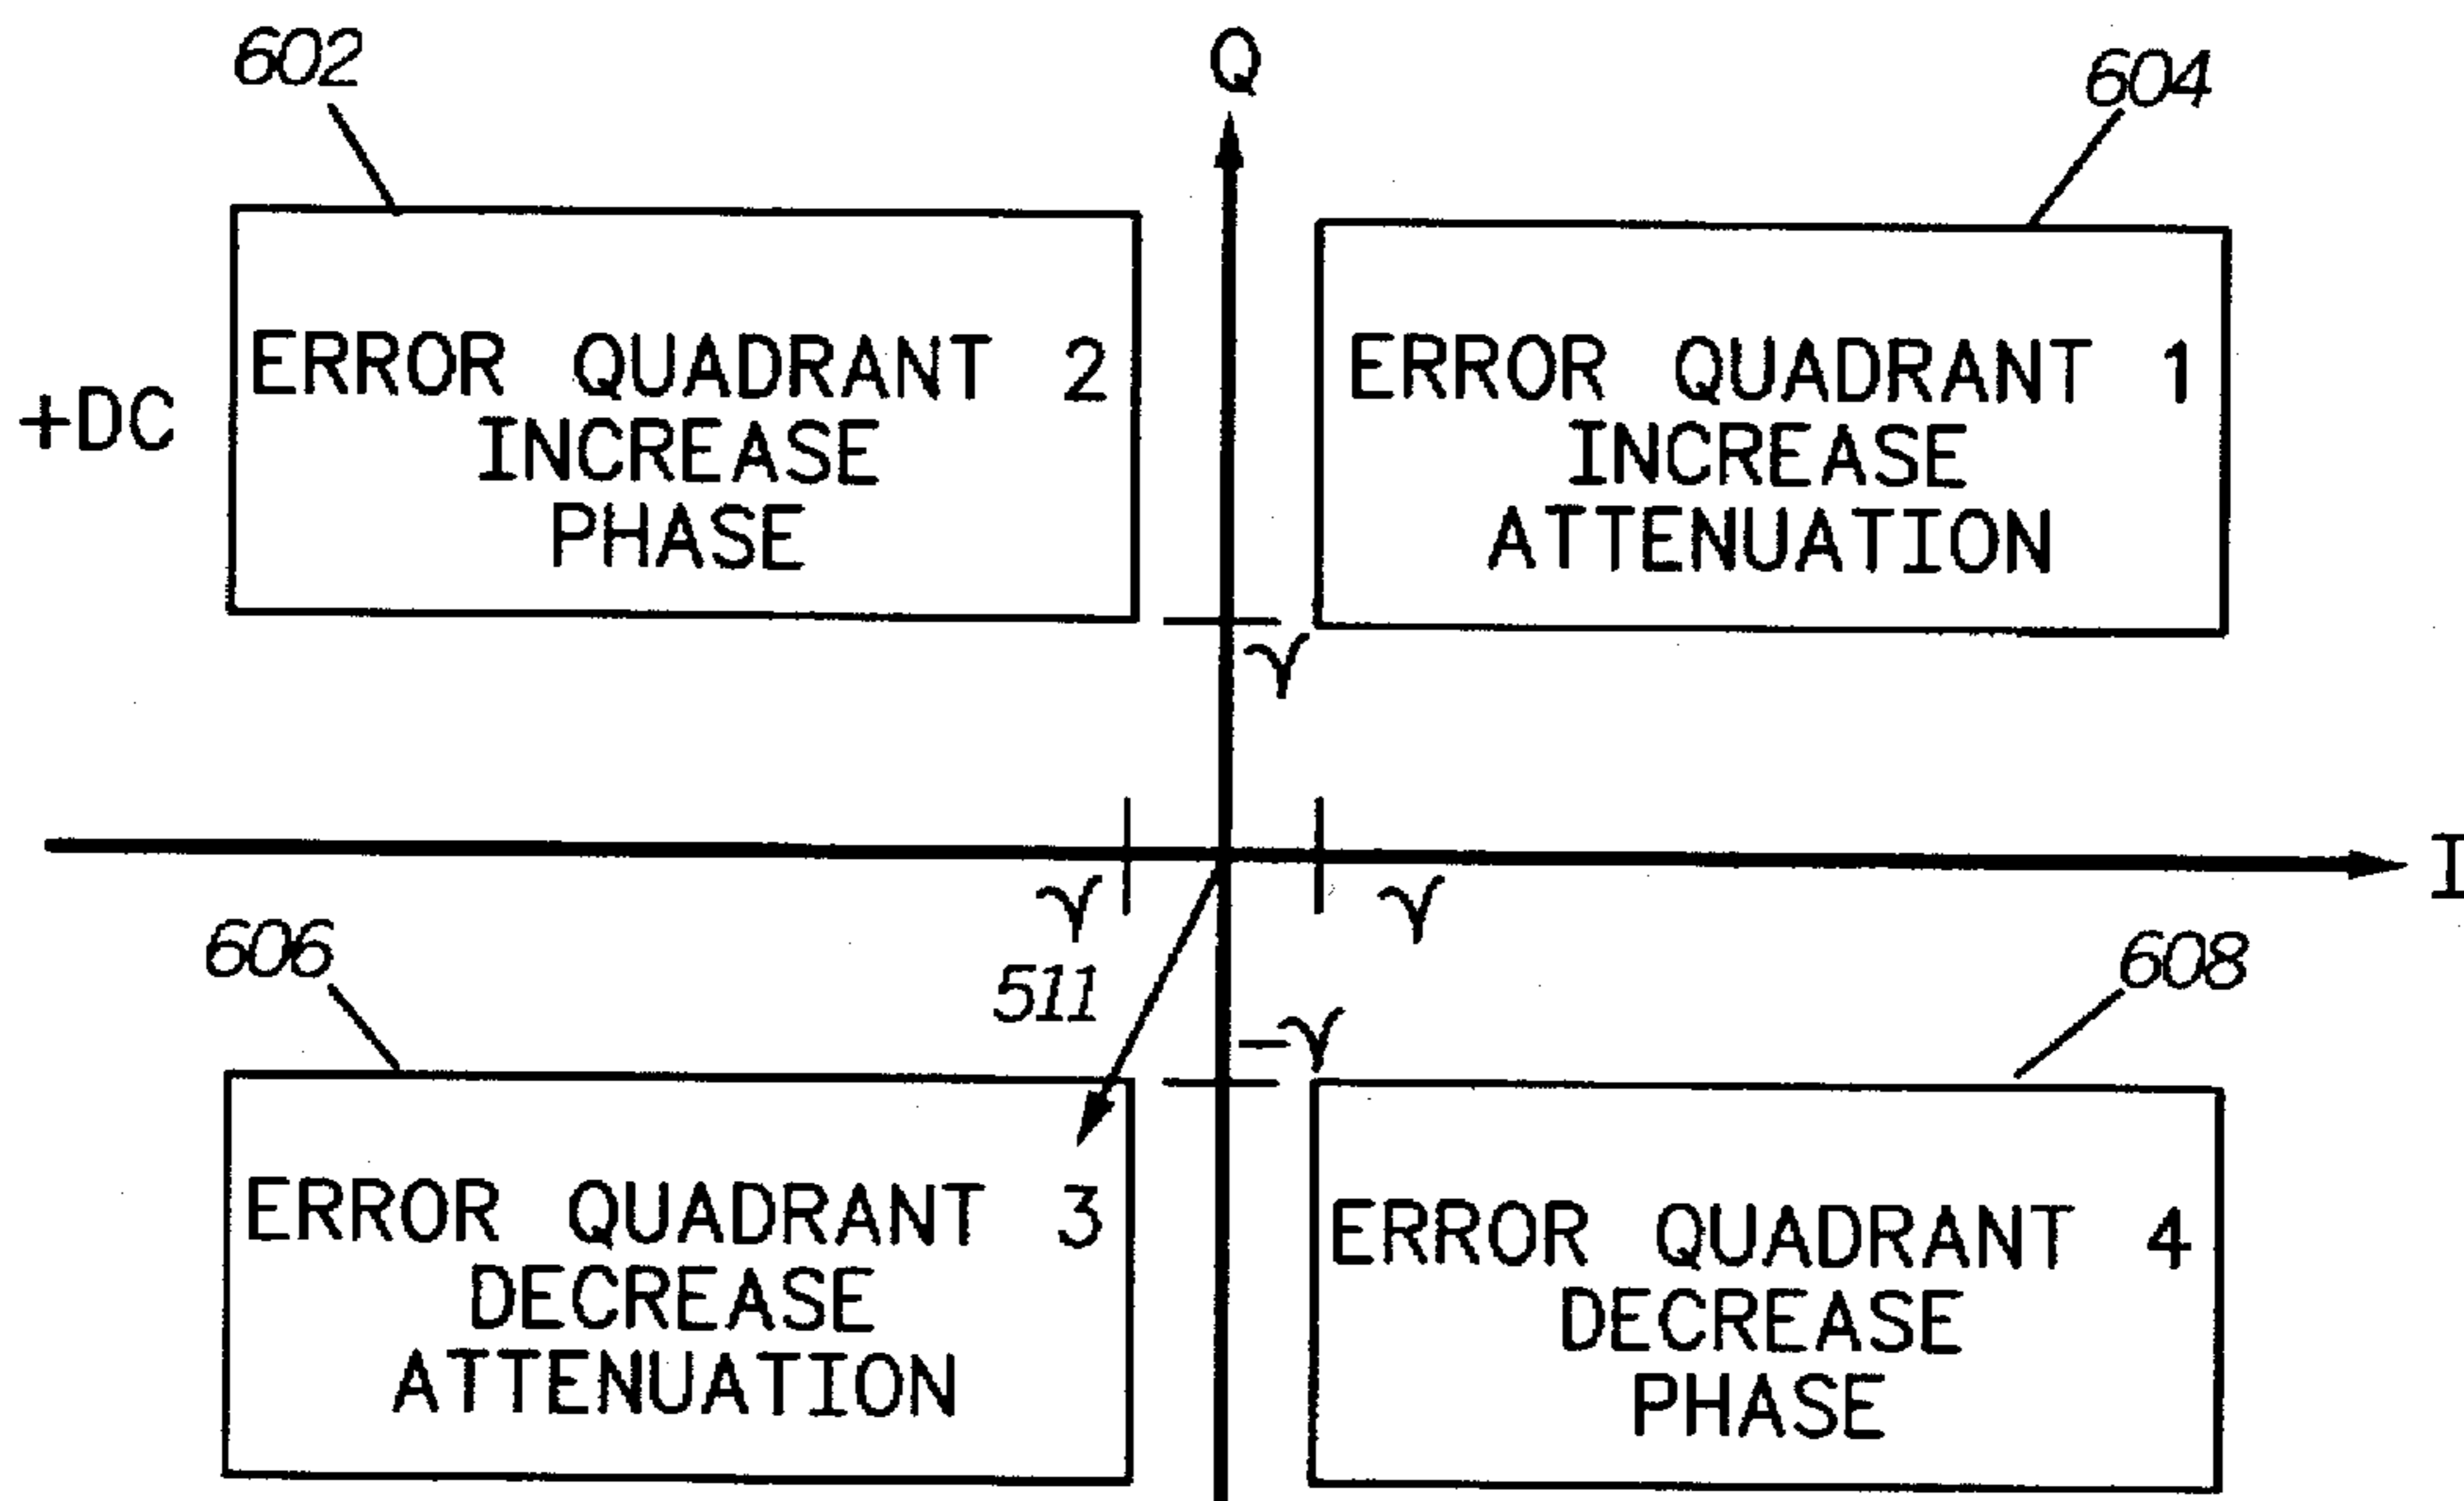 602
Q
604
ERROR QUADRANT 2
INCREASE
PHASE
ERROR QUADRANT 1
INCREASE
ATTENUATION
+DC
γ
I
γ
γ
606
511
608
-γ
ERROR QUADRANT 3
DECREASE
ATTENUATION
ERROR QUADRANT 4
DECREASE
PHASE